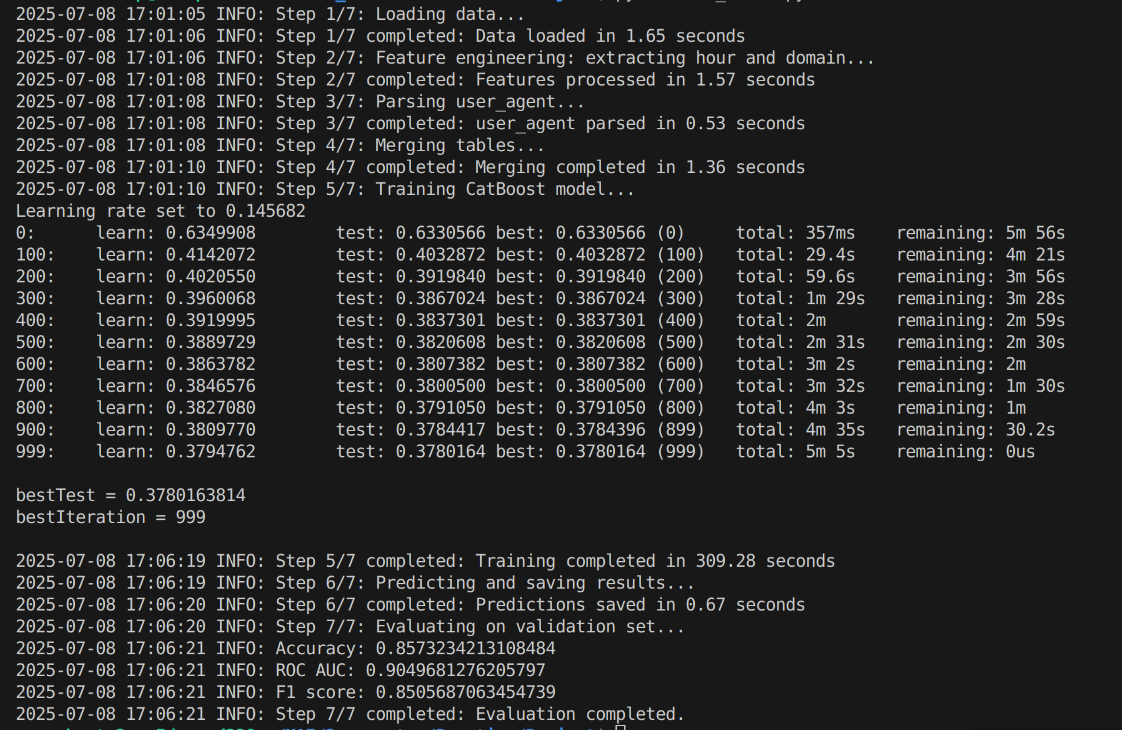 2025-07-08 17:01:05 INFO: Step 1/7: Loading data...
2025-07-08 17:01:06 INFO: Step 1/7 completed: Data loaded in 1.65 seconds
2025-07-08 17:01:06 INFO: Step 2/7: Feature engineering: extracting hour and domain...
2025-07-08 17:01:08 INFO: Step 2/7 completed: Features processed in 1.57 seconds
2025-07-08 17:01:08 INFO: Step 3/7: Parsing user_agent...
2025-07-08 17:01:08 INFO: Step 3/7 completed: user_agent parsed in 0.53 seconds
2025-07-08 17:01:08 INFO: Step 4/7: Merging tables...
2025-07-08 17:01:10 INFO: Step 4/7 completed: Merging completed in 1.36 seconds
2025-07-08 17:01:10 INFO: Step 5/7: Training CatBoost model...
Learning rate set to 0.145682
0: learn: 0.6349908 test: 0.6330566 best: 0.6330566 (0) total: 357ms remaining: 5m 56s
100: learn: 0.4142072 test: 0.4032872 best: 0.4032872 (100) total: 29.4s remaining: 4m 21s
200: learn: 0.4020550 test: 0.3919840 best: 0.3919840 (200) total: 59.6s remaining: 3m 56s
300: learn: 0.3960068 test: 0.3867024 best: 0.3867024 (300) total: 1m 29s remaining: 3m 28s
400: learn: 0.3919995 test: 0.3837301 best: 0.3837301 (400) total: 2m remaining: 2m 59s
500: learn: 0.3889729 test: 0.3820608 best: 0.3820608 (500) total: 2m 31s remaining: 2m 30s
600: learn: 0.3863782 test: 0.3807382 best: 0.3807382 (600) total: 3m 2s remaining: 2m
700: learn: 0.3846576 test: 0.3800500 best: 0.3800500 (700) total: 3m 32s remaining: 1m 30s
800: learn: 0.3827080 test: 0.3791050 best: 0.3791050 (800) total: 4m 3s remaining: 1m
900: learn: 0.3809770 test: 0.3784417 best: 0.3784396 (899) total: 4m 35s remaining: 30.2s
999: learn: 0.3794762 test: 0.3780164 best: 0.3780164 (999) total: 5m 5s remaining: 0us
bestTest = 0.3780163814
bestIteration = 999
2025-07-08 17:06:19 INFO: Step 5/7 completed: Training completed in 309.28 seconds
2025-07-08 17:06:19 INFO: Step 6/7: Predicting and saving results...
2025-07-08 17:06:20 INFO: Step 6/7 completed: Predictions saved in 0.67 seconds
2025-07-08 17:06:20 INFO: Step 7/7: Evaluating on validation set...
2025-07-08 17:06:21 INFO: Accuracy: 0.8573234213108484
2025-07-08 17:06:21 INFO: ROC AUC: 0.9049681276205797
2025-07-08 17:06:21 INFO: F1 score: 0.8505687063454739
2025-07-08 17:06:21 INFO: Step 7/7 completed: Evaluation completed.